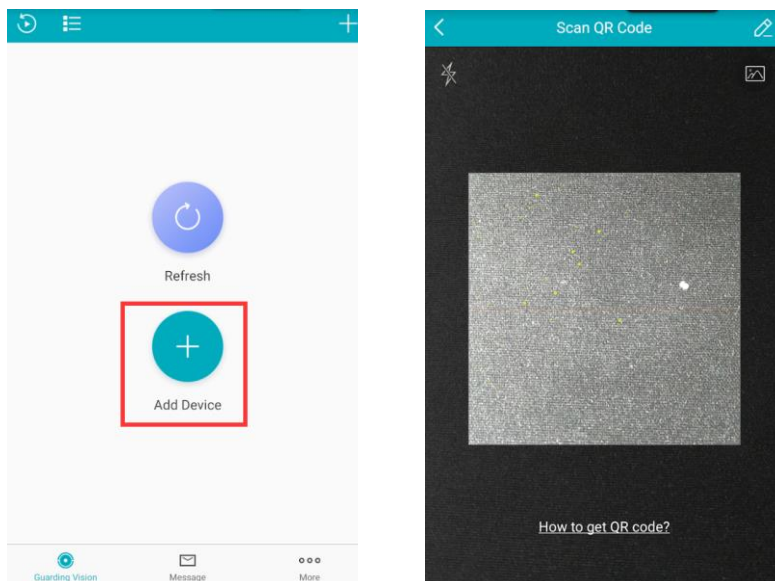 Refresh
Add Device
Guarding Vision
Message
More
Scan QR Code
How to get QR code?